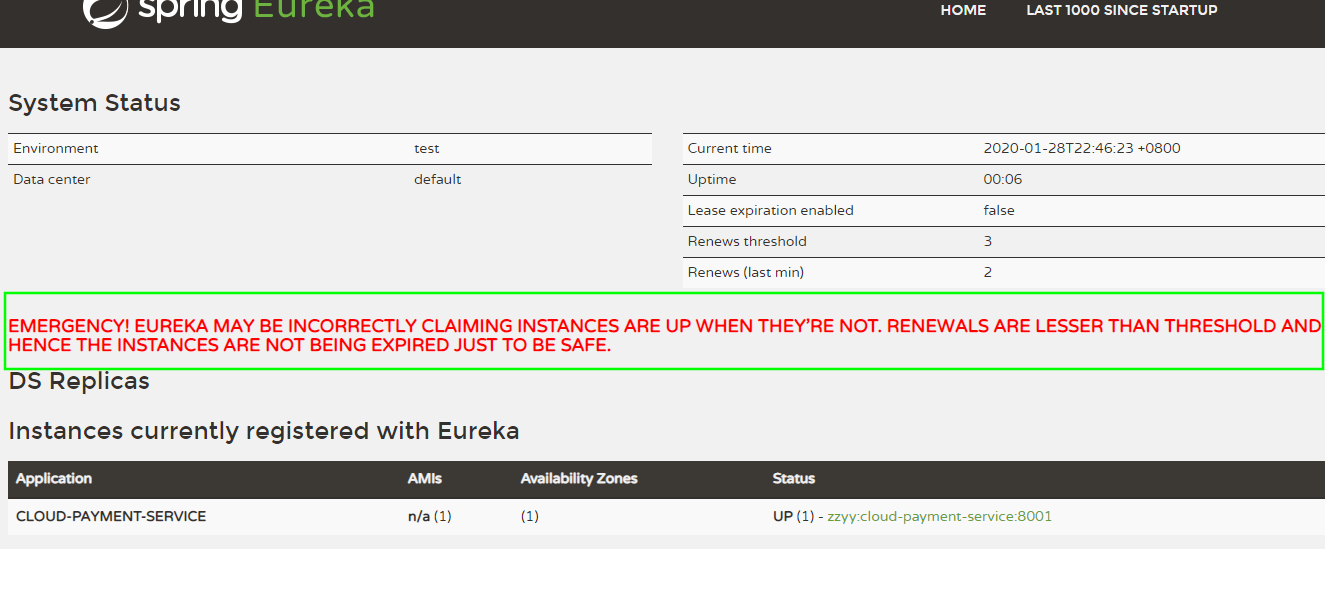 spring Eureka
HOME LAST 1000 SINCE STARTUP
System Status
Environment test
Data center default
Current time 2020-01-28T22:46:23 +0800
Uptime 00:06
Lease expiration enabled false
Renews threshold 3
Renews (last min) 2
EMERGENCY! EUREKA MAY BE INCORRECTLY CLAIMING INSTANCES ARE UP WHEN THEY'RE NOT. RENEWALS ARE LESSER THAN THRESHOLD AND
HENCE THE INSTANCES ARE NOT BEING EXPIRED JUST TO BE SAFE.
DS Replicas
Instances currently registered with Eureka
Application AMIs Availability Zones Status
CLOUD-PAYMENT-SERVICE n/a (1) (1) UP (1) - zzyy:cloud-payment-service:8001